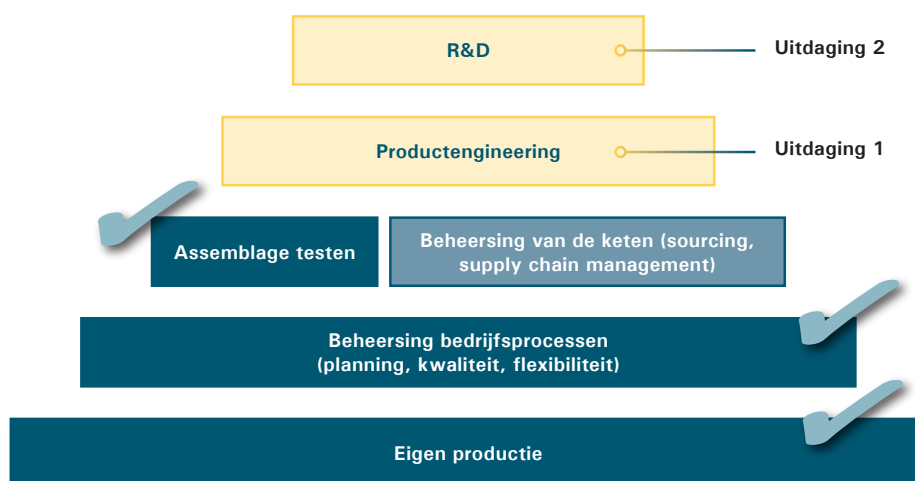 R&D
Uitdaging 2
Productengineering
Uitdaging 1
Assemblage testen
Beheersing van de keten (sourcing,
supply chain management)
Beheersing bedrijfsprocessen
(planning, kwaliteit, flexibiliteit)
Eigen productie